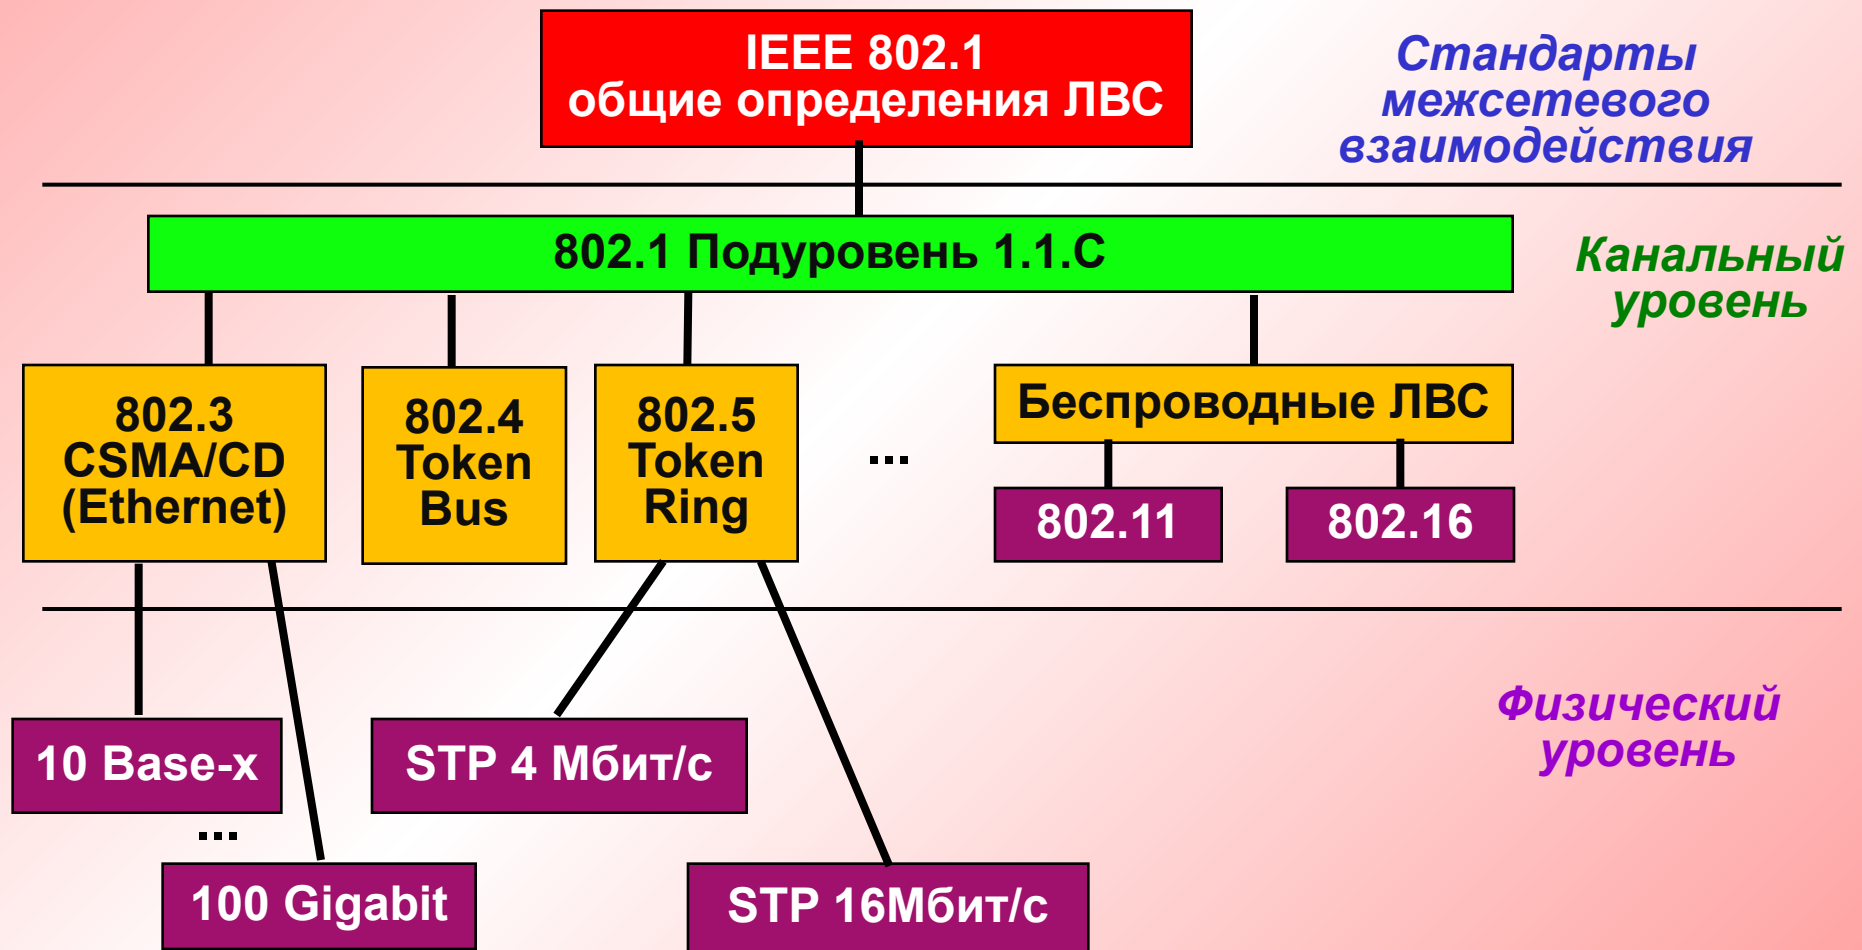 IEEE 802.1
общие определения ЛВС
Стандарты
межсетевого
взаимодействия
802.1 Подуровень 1.1.С
Канальный
уровень
802.3
CSMA/CD
(Ethernet)
802.4
Token
Bus
802.5
Token
Ring
...
Беспроводные ЛВС
802.11
802.16
Физический
уровень
10 Base-x
STP 4 Мбит/с
...
100 Gigabit
STP 16Мбит/с